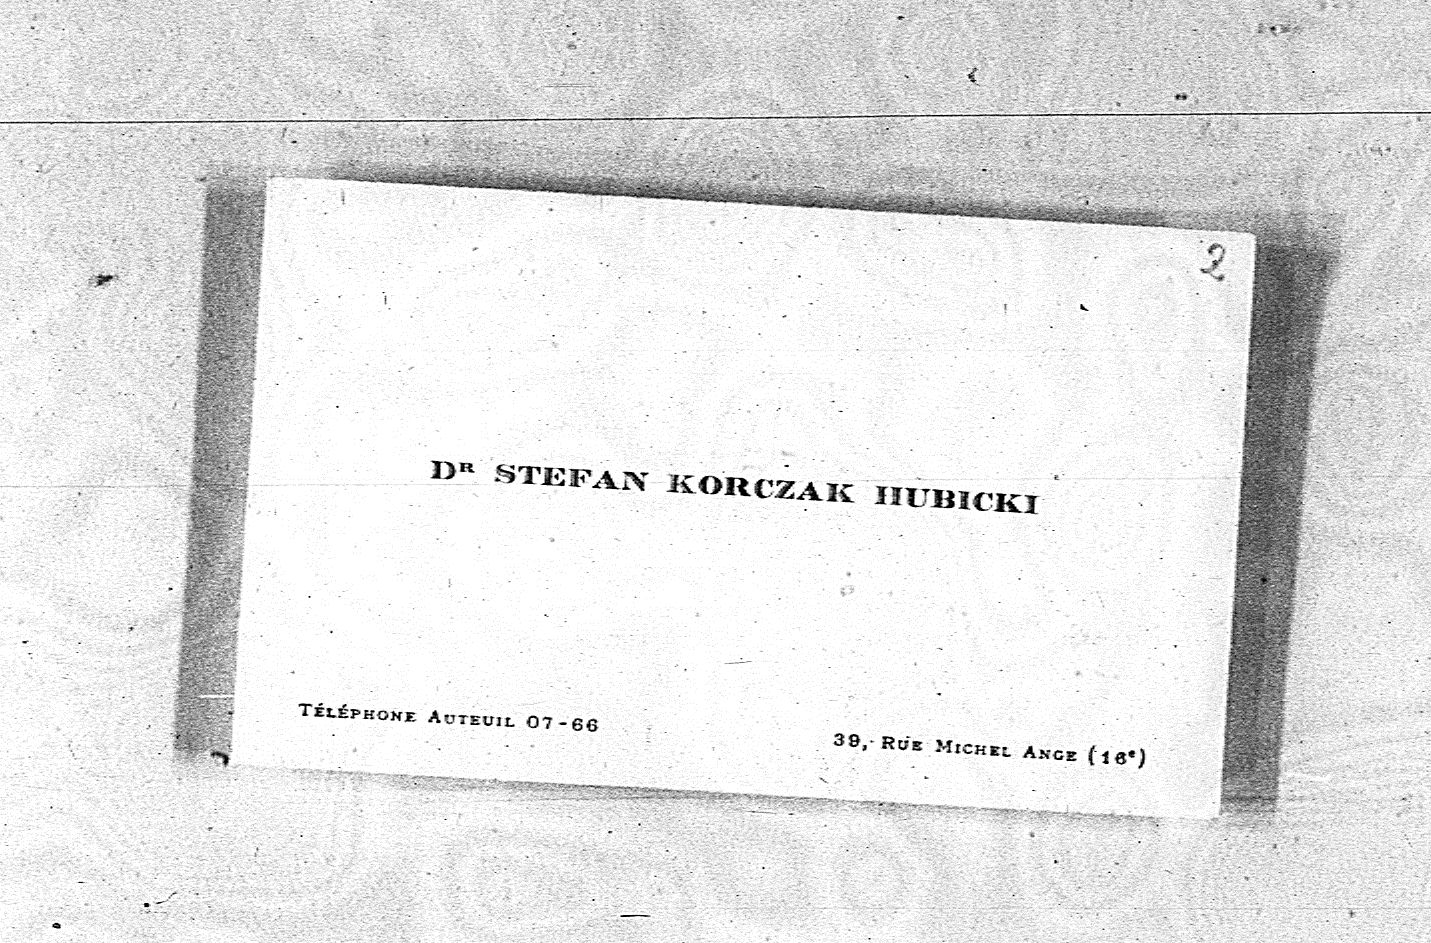 2
Dr STEFAN KORCZAK HUBICKI
TÉLÉPHONE AUTEUIL 07-66
39, RUE MICHEL ANGE (16e)